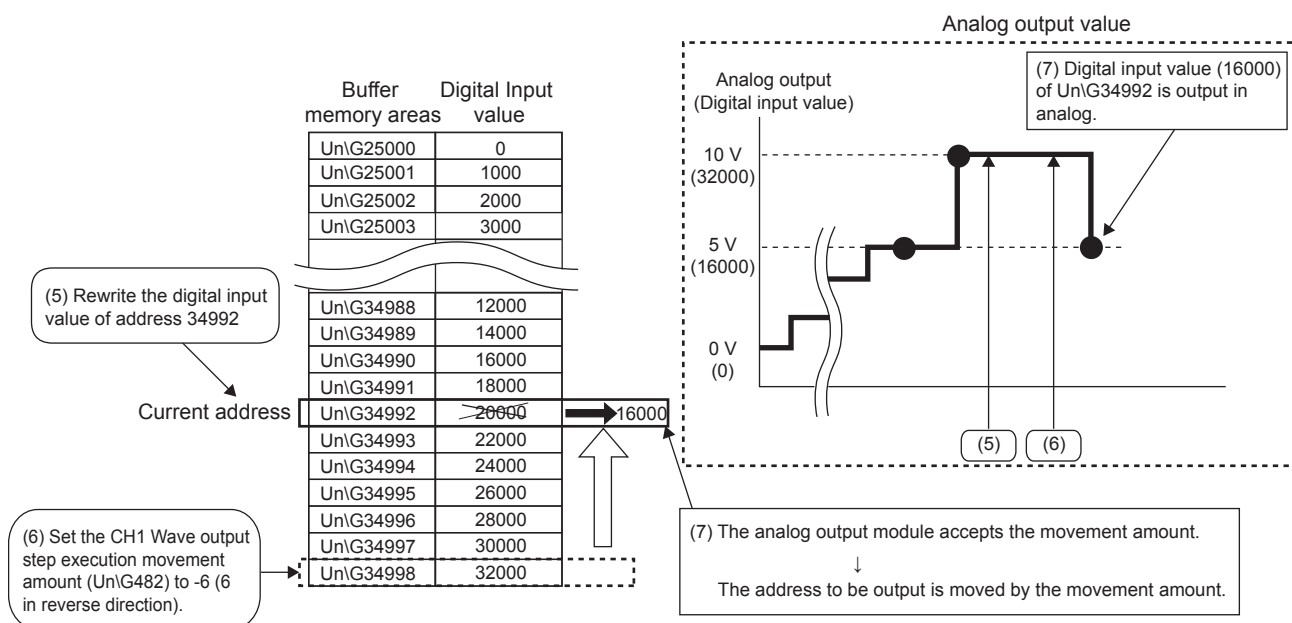 Analog output value
Buffer
memory areas
Digital Input
value
Un\G25000 0
Un\G25001 1000
Un\G25002 2000
Un\G25003 3000
Un\G34988 12000
Un\G34989 14000
Un\G34990 16000
Un\G34991 18000
Current address Un\G34992 20000 16000
Un\G34993 22000
Un\G34994 24000
Un\G34995 26000
Un\G34996 28000
Un\G34997 30000
Un\G34998 32000
(5) Rewrite the digital input
value of address 34992
(6) Set the CH1 Wave output
step execution movement
amount (Un\G482) to -6 (6
in reverse direction).
Analog output
(Digital input value)
10 V
(32000)
5 V
(16000)
0 V
(0)
(5) (6)
(7) Digital input value (16000)
of Un\G34992 is output in
analog.
(7) The analog output module accepts the movement amount.
↓
The address to be output is moved by the movement amount.